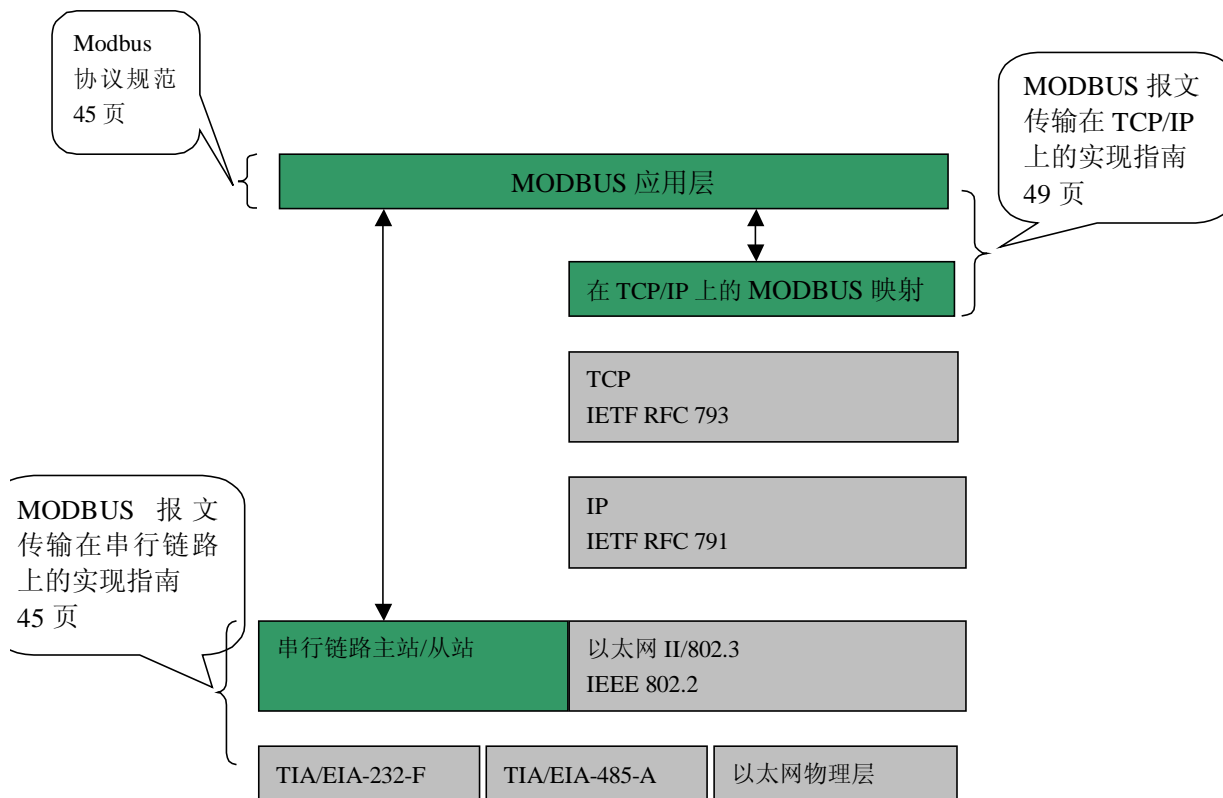 Modbus
协议规范
45 页
MODBUS 报文
传输在 TCP/IP
上的实现指南
49 页
MODBUS 应用层
在 TCP/IP 上的 MODBUS 映射
TCP
IETF RFC 793
IP
IETF RFC 791
MODBUS 报 文
传输在串行链路
上的实现指南
45 页
串行链路主站/从站
以太网 II/802.3
IEEE 802.2
TIA/EIA-232-F
TIA/EIA-485-A
以太网物理层